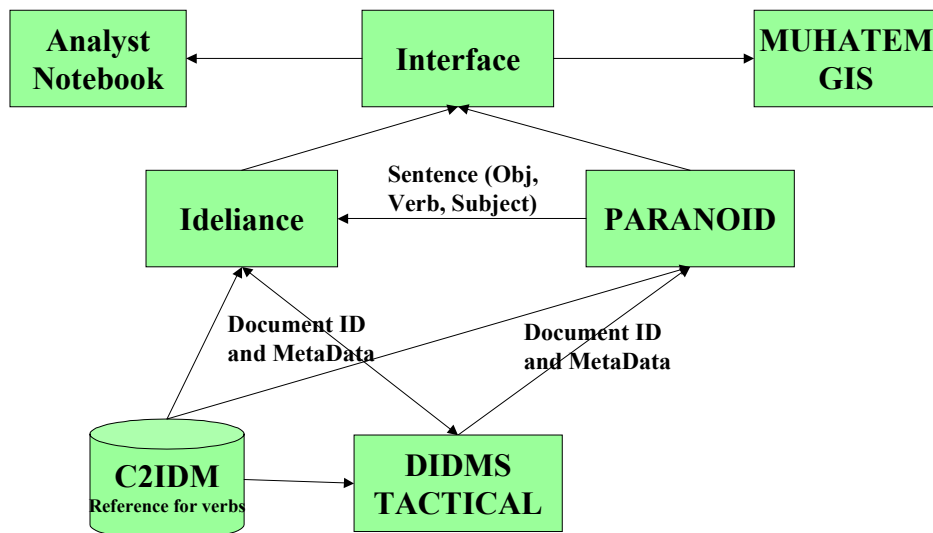 Analyst
Notebook
Interface
MUHATEM
GIS
Sentence (Obj,
Verb, Subject)
Ideliance
PARANOID
Document ID
and MetaData
Document ID
and MetaData
C2IDM
Reference for verbs
DIDMS
TACTICAL